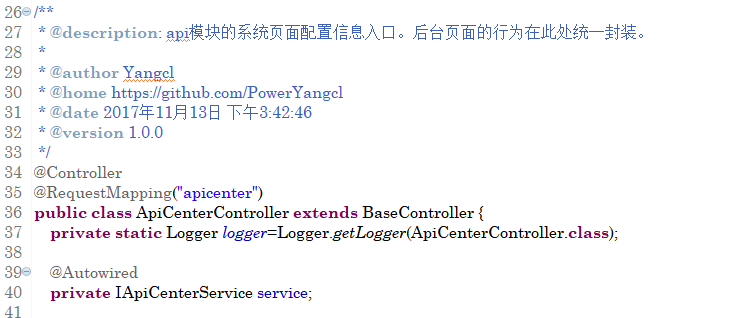 26 /**
27  * @description: api模块的系统页面配置信息入口。后台页面的行为在此处统一封装。
28  *
29  * @author Yangcl
30  * @home https://github.com/PowerYangcl
31  * @date 2017年11月13日 下午3:42:46
32  * @version 1.0.0
33  */
34 @Controller
35 @RequestMapping("apicenter")
36 public class ApiCenterController extends BaseController {
37     private static Logger logger=Logger.getLogger(ApiCenterController.class);
38
39     @Autowired
40     private IApiCenterService service;
41